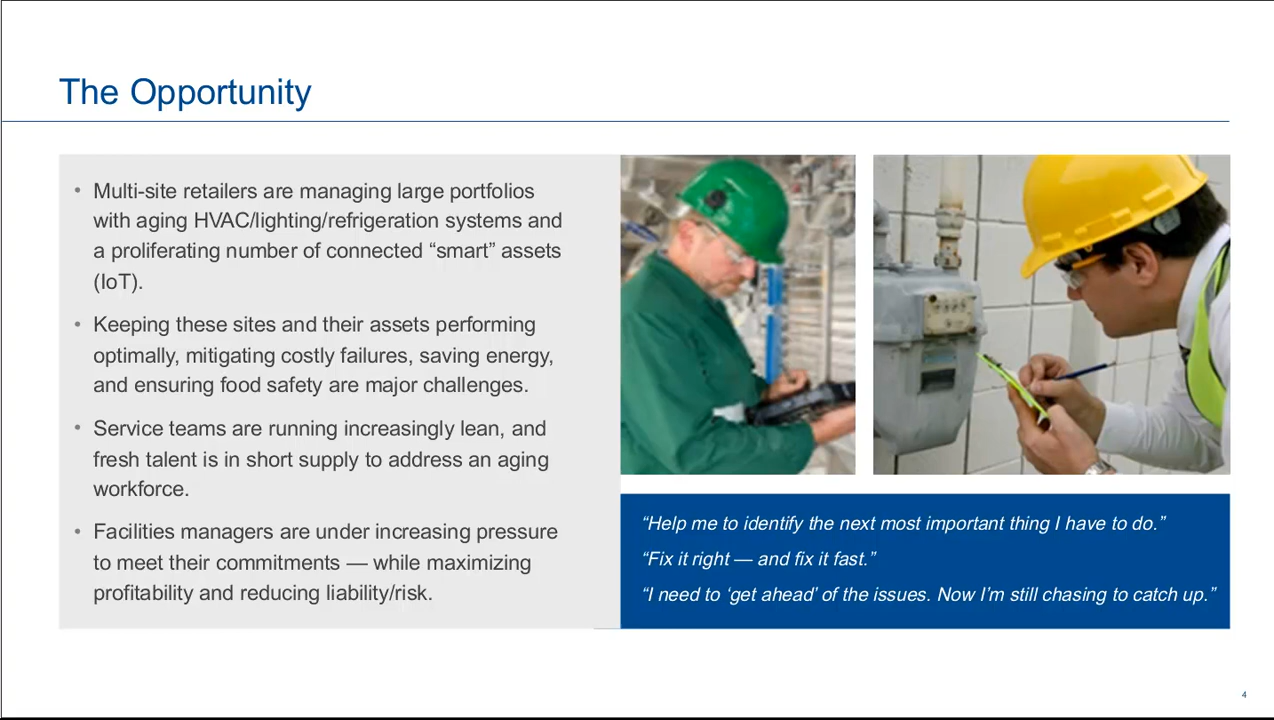 The Opportunity
• Multi-site retailers are managing large portfolios
with aging HVAC/lighting/refrigeration systems and
a proliferating number of connected “smart” assets
(IoT).
• Keeping these sites and their assets performing
optimally, mitigating costly failures, saving energy,
and ensuring food safety are major challenges.
• Service teams are running increasingly lean, and
fresh talent is in short supply to address an aging
workforce.
• Facilities managers are under increasing pressure
to meet their commitments — while maximizing
profitability and reducing liability/risk.
“Help me to identify the next most important thing I have to do.”
“Fix it right — and fix it fast.”
“I need to ‘get ahead’ of the issues. Now I’m still chasing to catch up.”
4